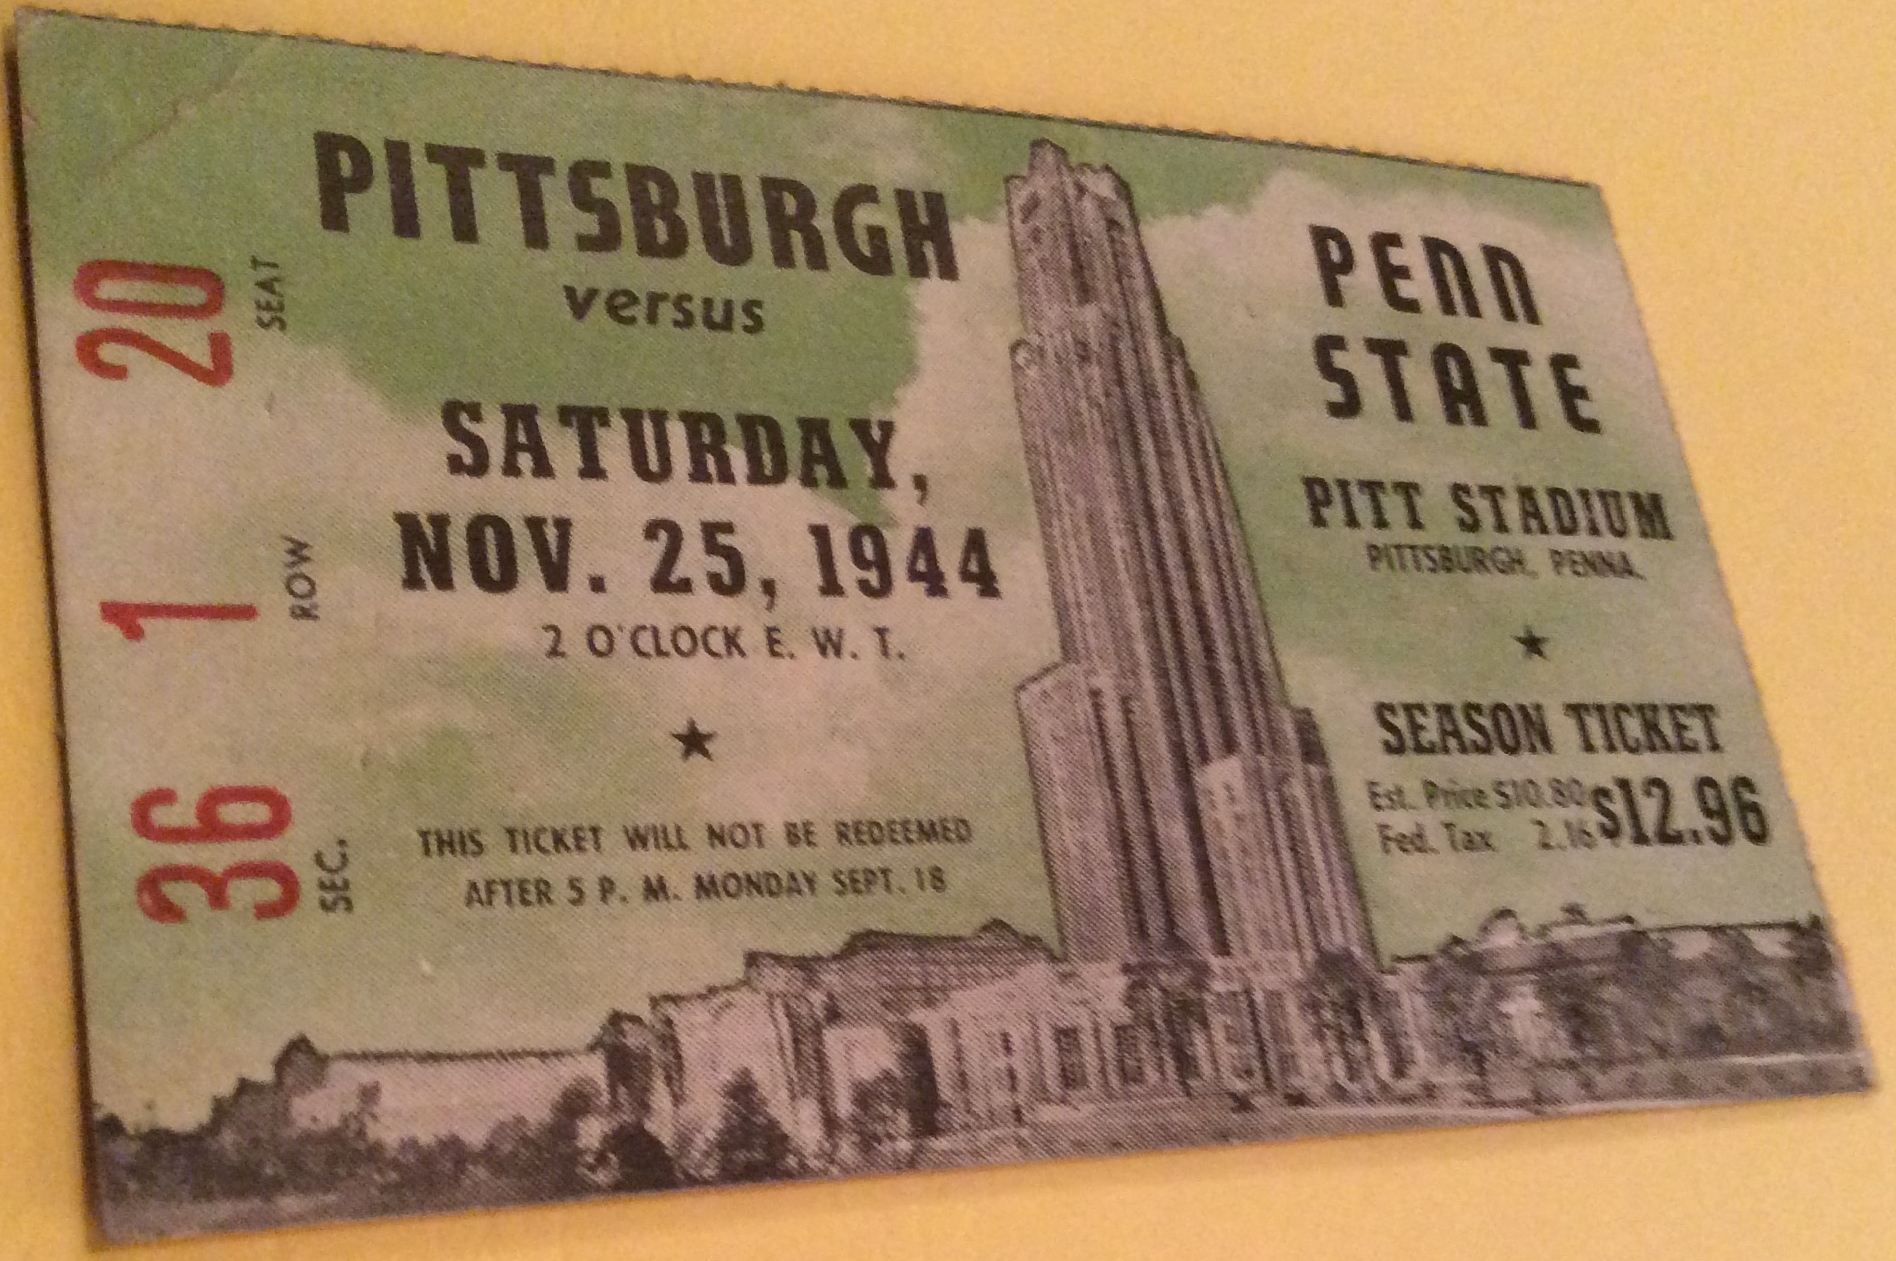 PITTSBURGH
versus
PENN
STATE
SATURDAY,
NOV. 25, 1944
2 O'CLOCK E. W. T.
★
THIS TICKET WILL NOT BE REDEEMED
AFTER 5 P. M. MONDAY SEPT. 18
PITT STADIUM
PITTSBURGH, PENNA.
★
SEASON TICKET
Est. Price $10.80
Fed. Tax 2.16
$12.96
36 SEC.
1 ROW
20 SEAT